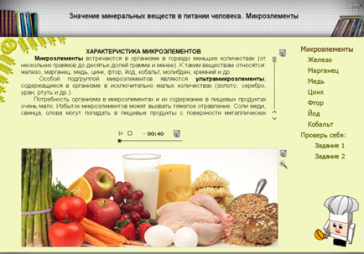 Значение минеральных веществ в питании человека. Микроэлементы
ХАРАКТЕРИСТИКА МИКРОЭЛЕМЕНТОВ
Микроэлементы встречаются в организме в гораздо меньших количествах (от
нескольких граммов до десятых долей грамма и менее). К таким веществам относятся:
железо, марганец, медь, цинк, фтор, йод, кобальт, молибден, кремний и др.
Особой подгруппой микроэлементов являются ультрамикроэлементы,
содержащиеся в организме в исключительно малых количествах (золото, серебро,
уран, ртуть и др.).
Потребность организма в микроэлементах и их содержание в пищевых продуктах
очень мало. Избыток микроэлементов может вызвать тяжелое отравление. Соли меди,
свинца, олова могут попадать в пищевые продукты с поверхности металлических
- 00:40
Микроэлементы
Железо
Марганец
Медь
Цинк
Фтор
Йод
Кобальт
Проверь себя:
Задание 1
Задание 2